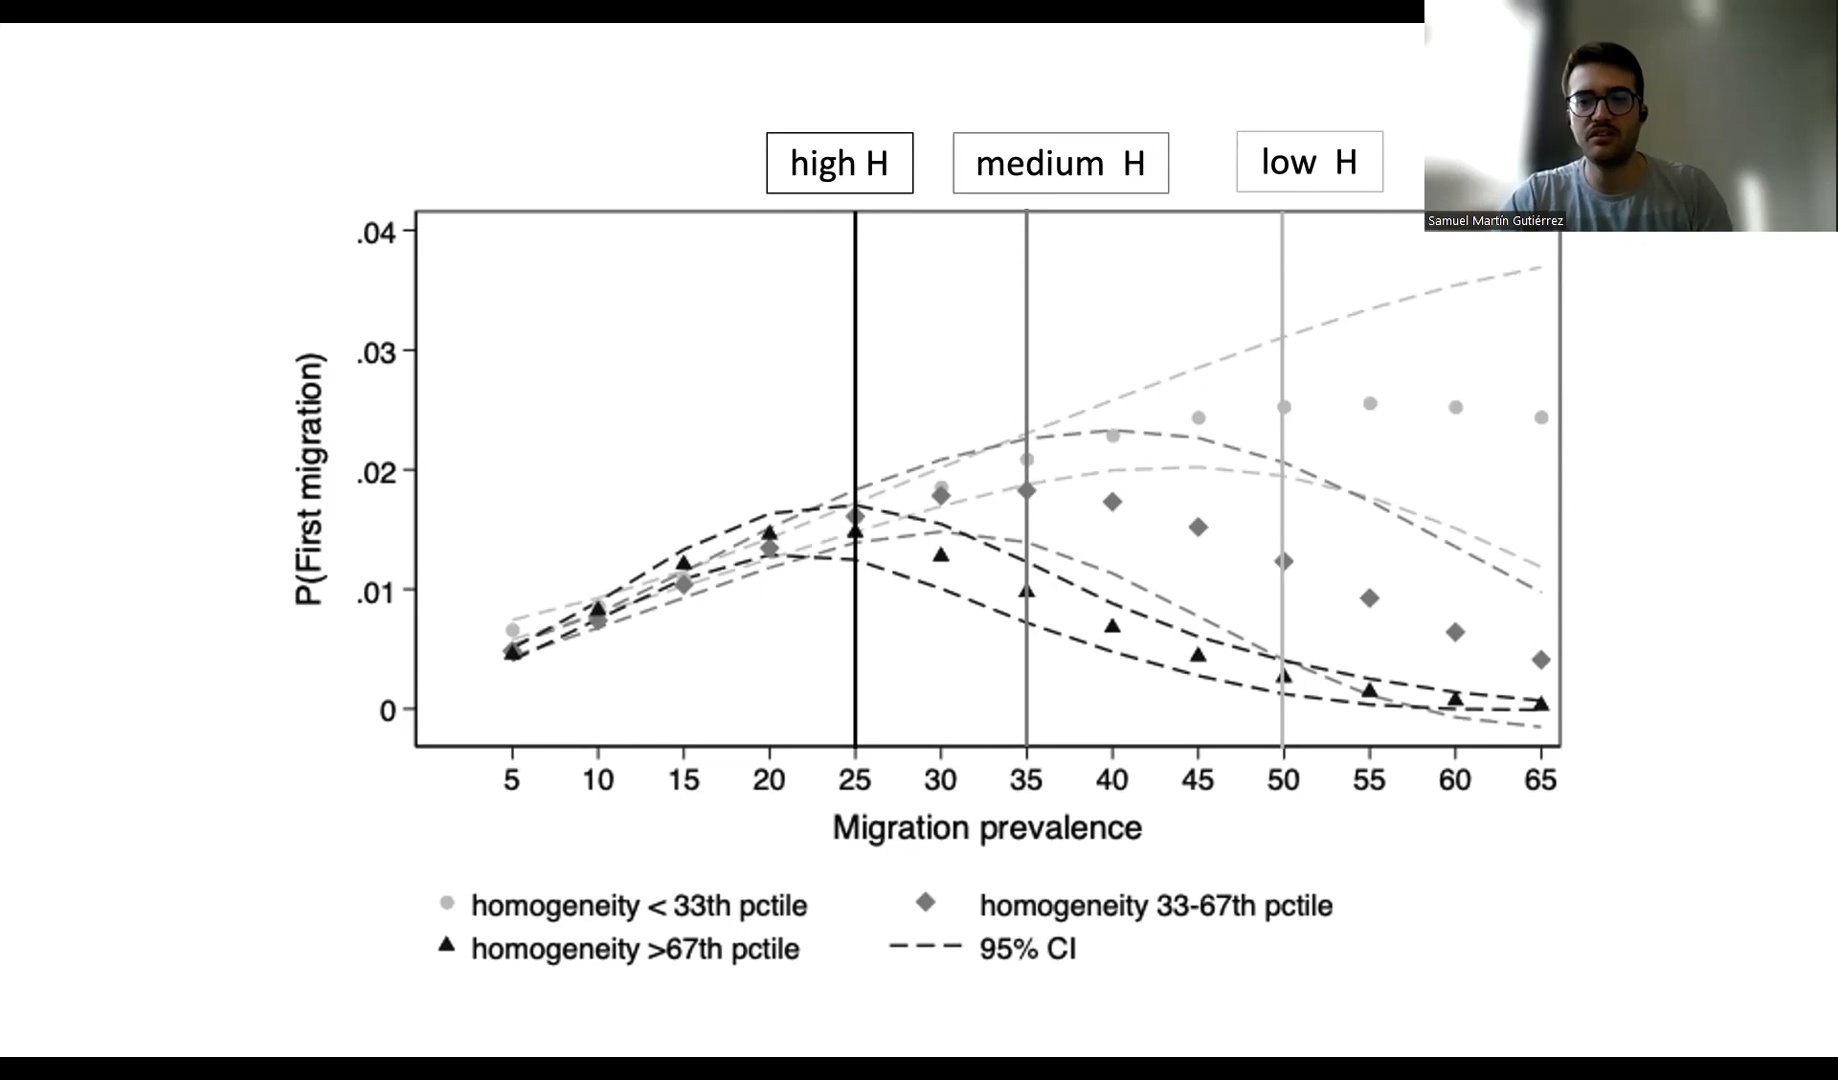 Samuel Martín Gutiérrez
high H
medium H
low H
.04
.03
.02
.01
0
P(First migration)
5 10 15 20 25 30 35 40 45 50 55 60 65
Migration prevalence
homogeneity < 33th pctile
homogeneity 33-67th pctile
homogeneity >67th pctile
95% CI